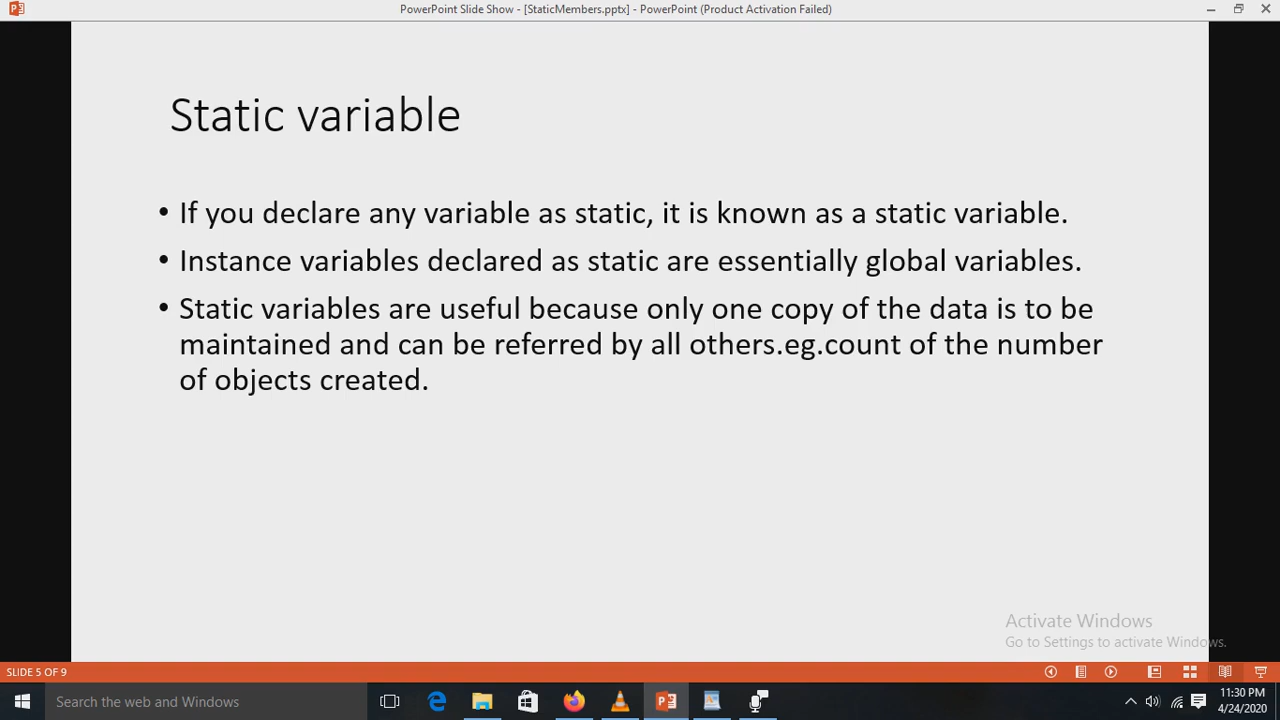 PowerPoint Slide Show - [StaticMembers.pptx] - PowerPoint (Product Activation Failed)
Static variable
• If you declare any variable as static, it is known as a static variable.
• Instance variables declared as static are essentially global variables.
• Static variables are useful because only one copy of the data is to be
maintained and can be referred by all others.eg.count of the number
of objects created.
Activate Windows
Go to Settings to activate Windows.
SLIDE 5 OF 9
Search the web and Windows
11:30 PM
4/24/2020